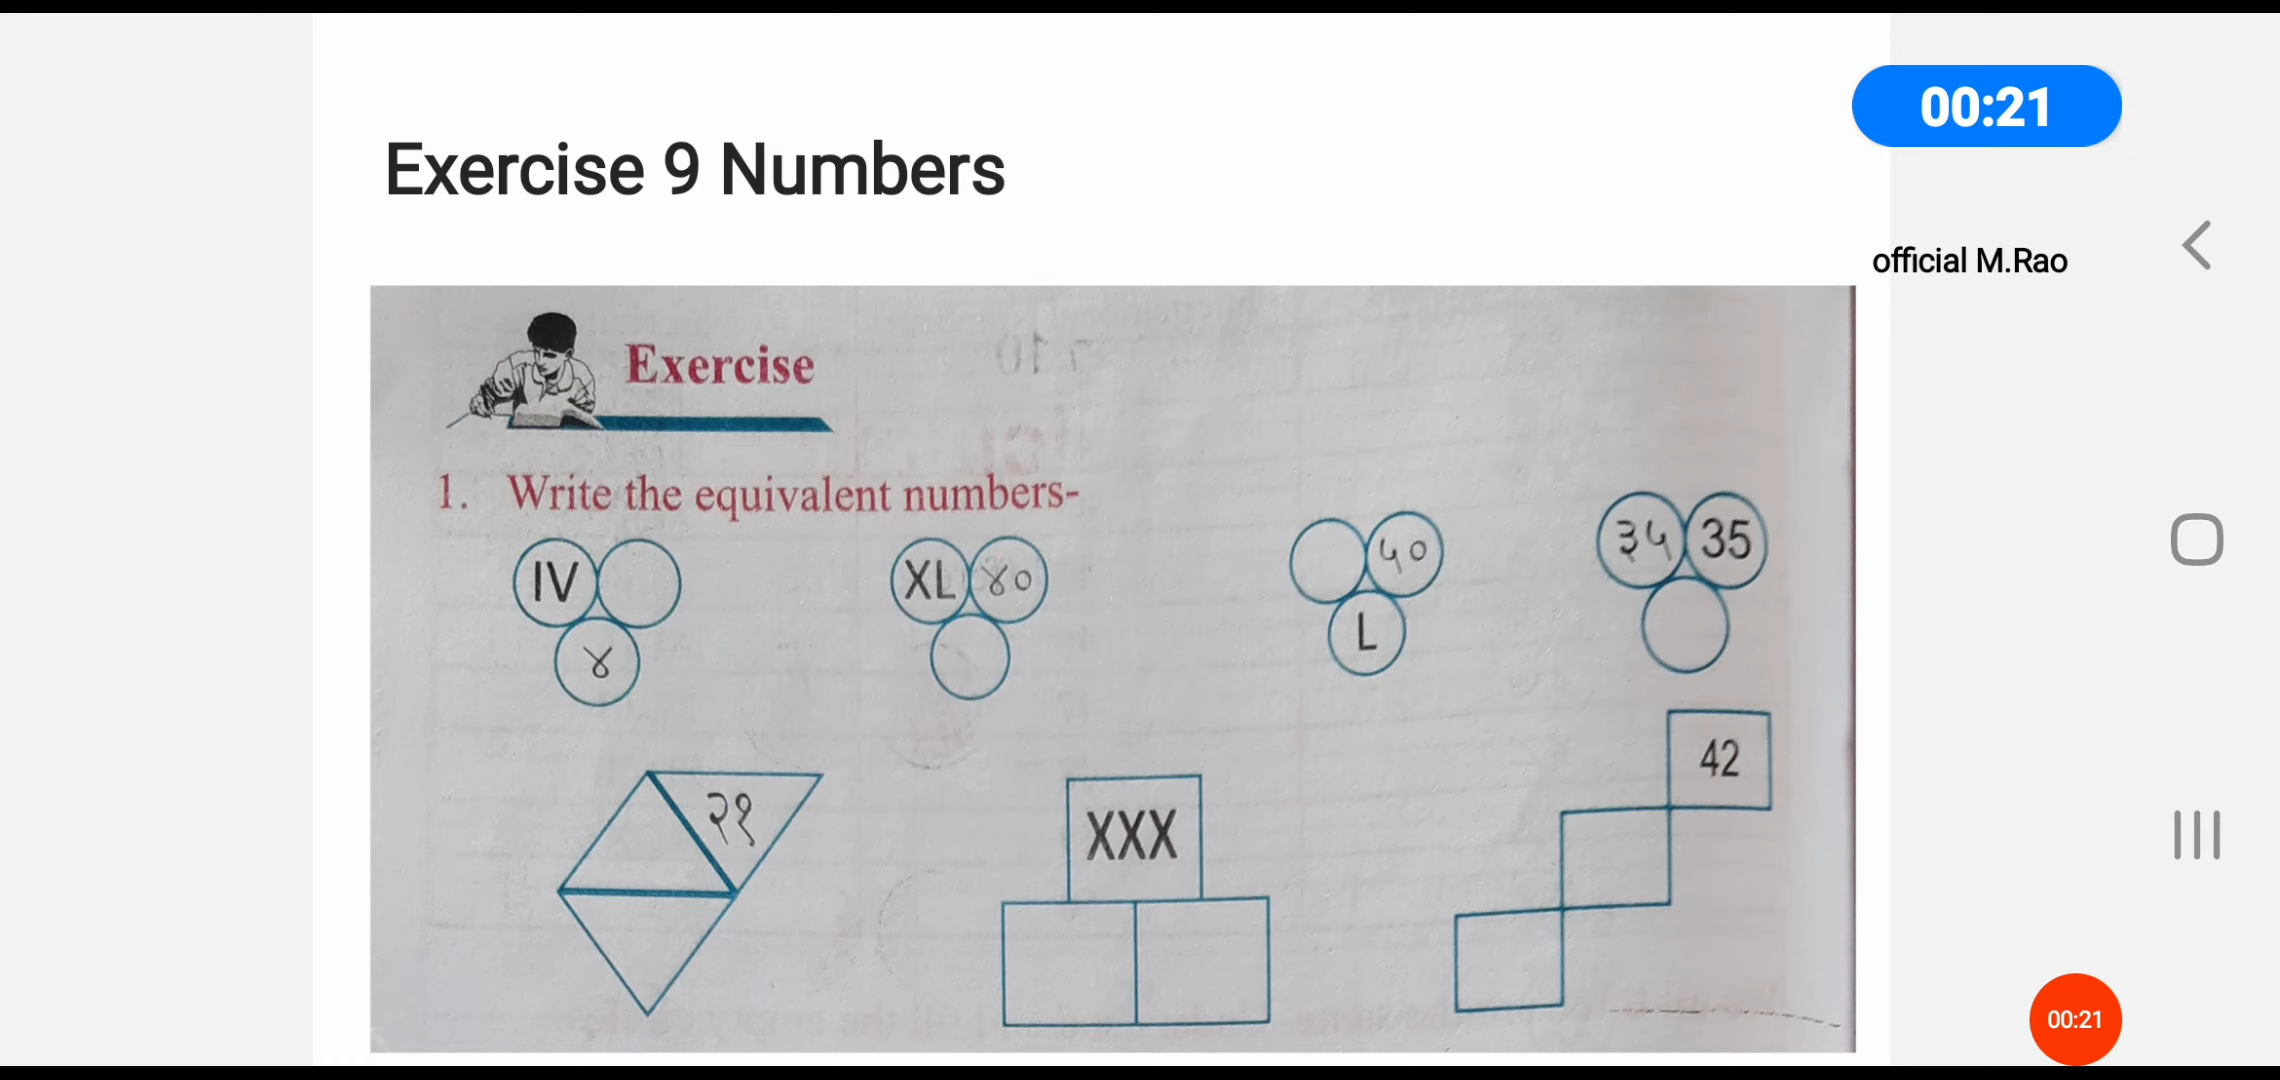 00:21
Exercise 9 Numbers
official M.Rao
Exercise
1. Write the equivalent numbers-
IV
४
XL ४०
५०
L
३५ 35
२१
XXX
42
00:21